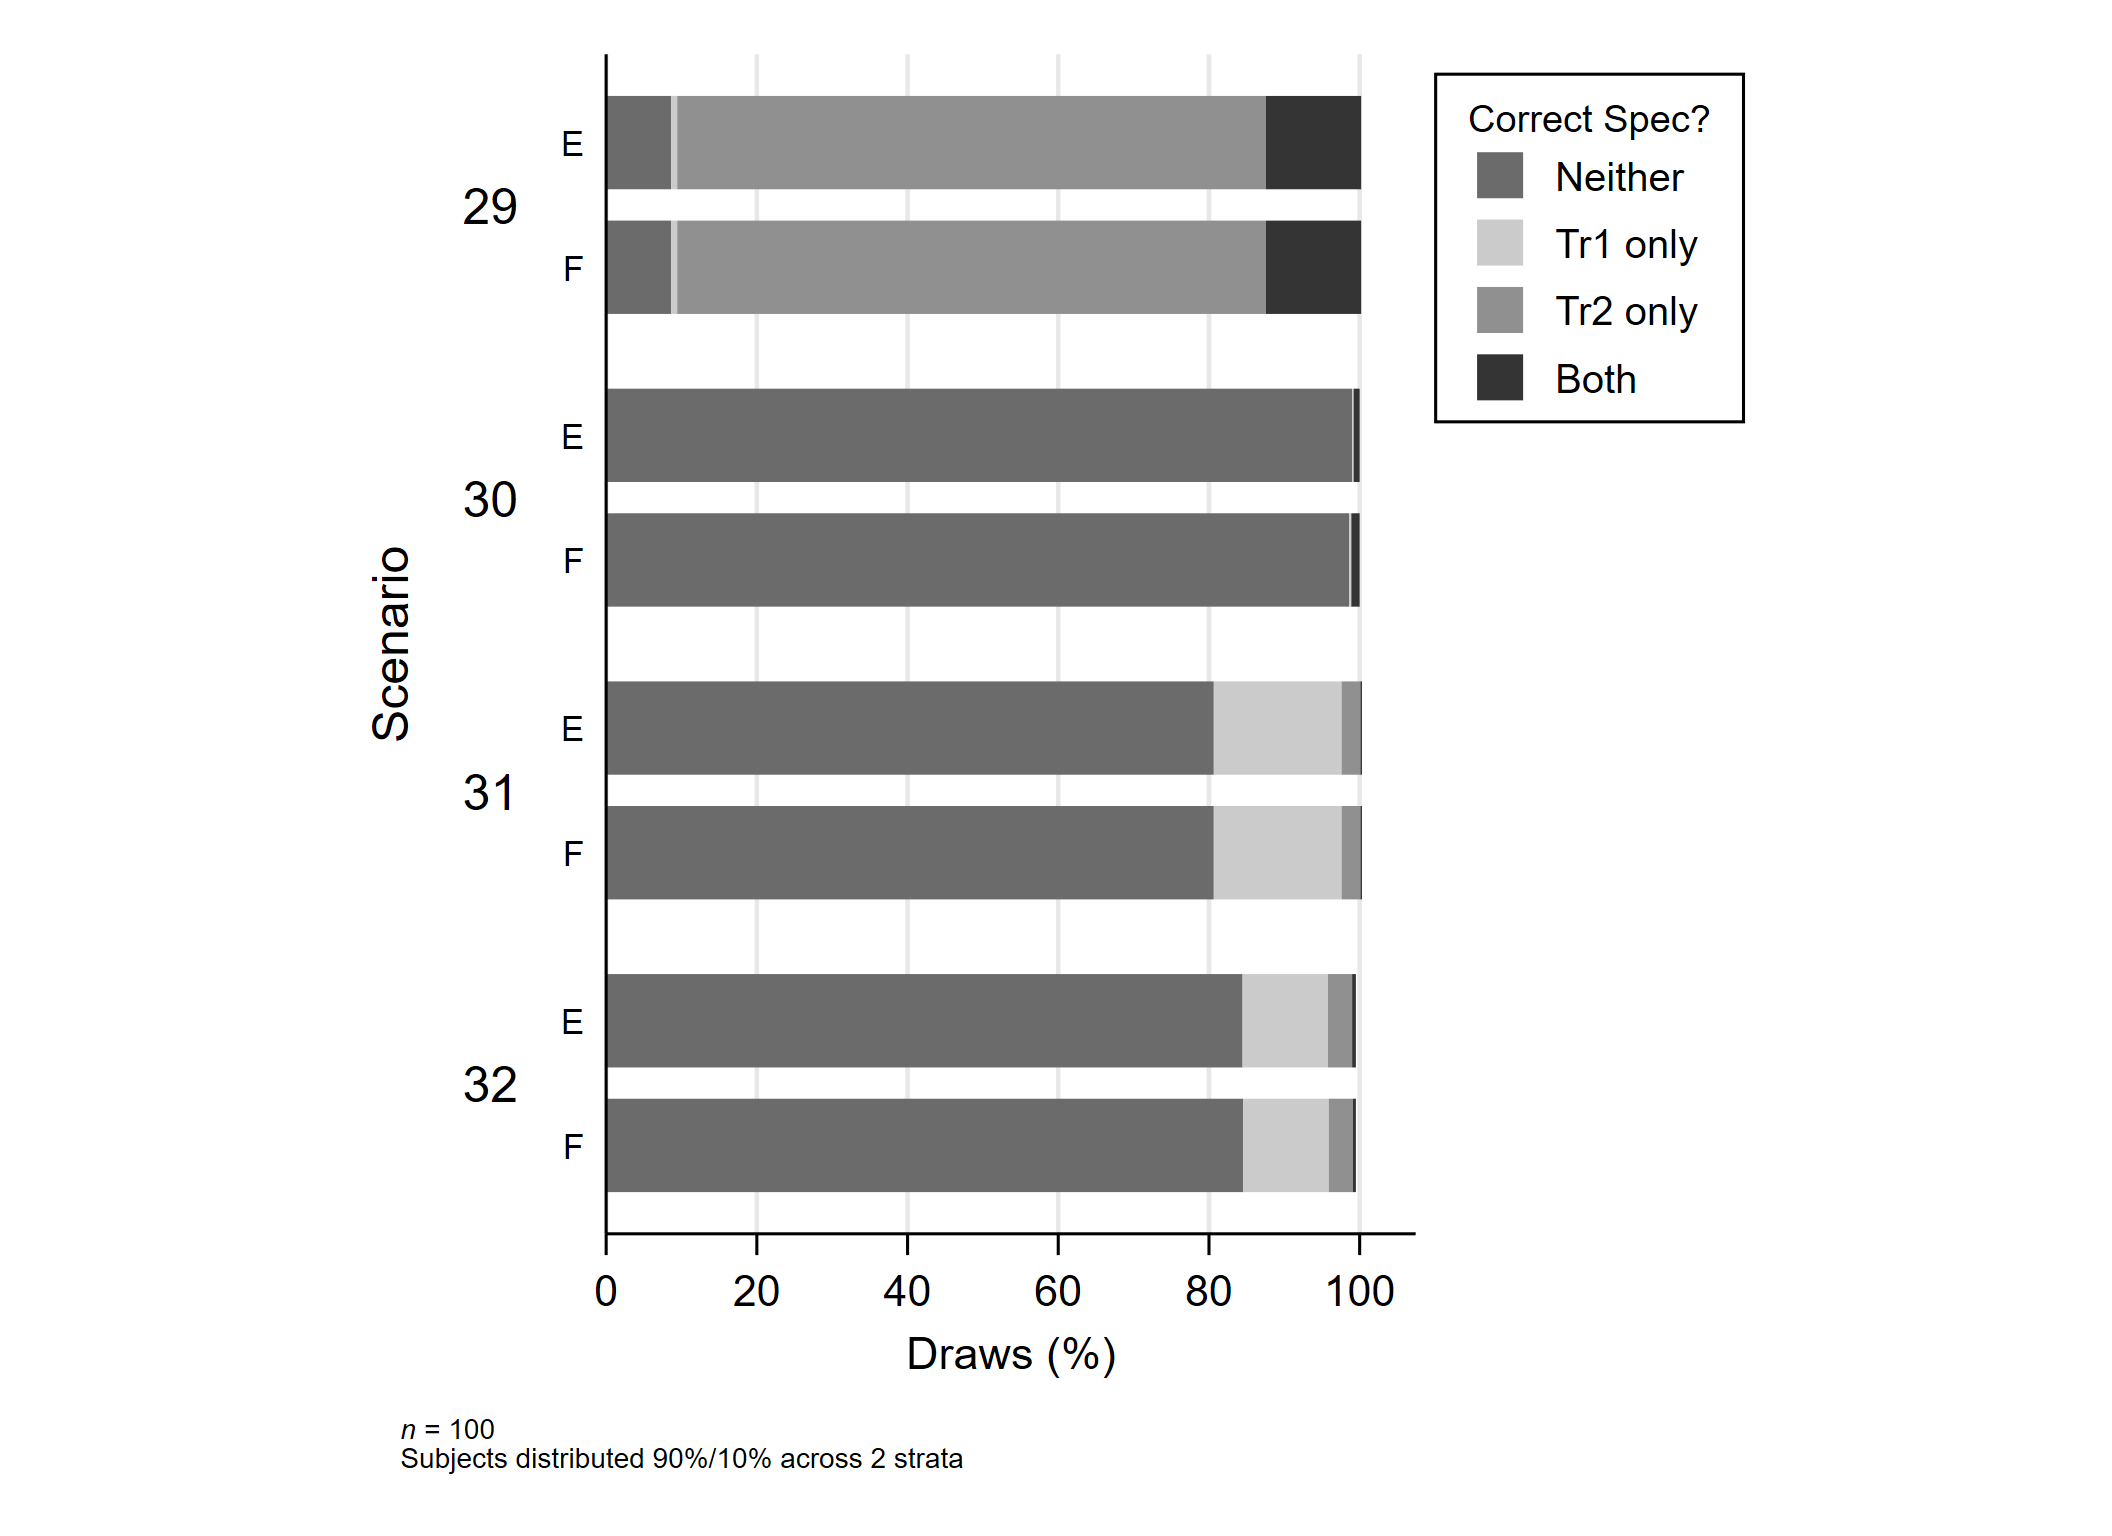 Correct Spec?
Neither
Tr1 only
Tr2 only
Both
Scenario
29
E
F
30
E
F
31
E
F
32
E
F
0 20 40 60 80 100
Draws (%)
n = 100
Subjects distributed 90%/10% across 2 strata